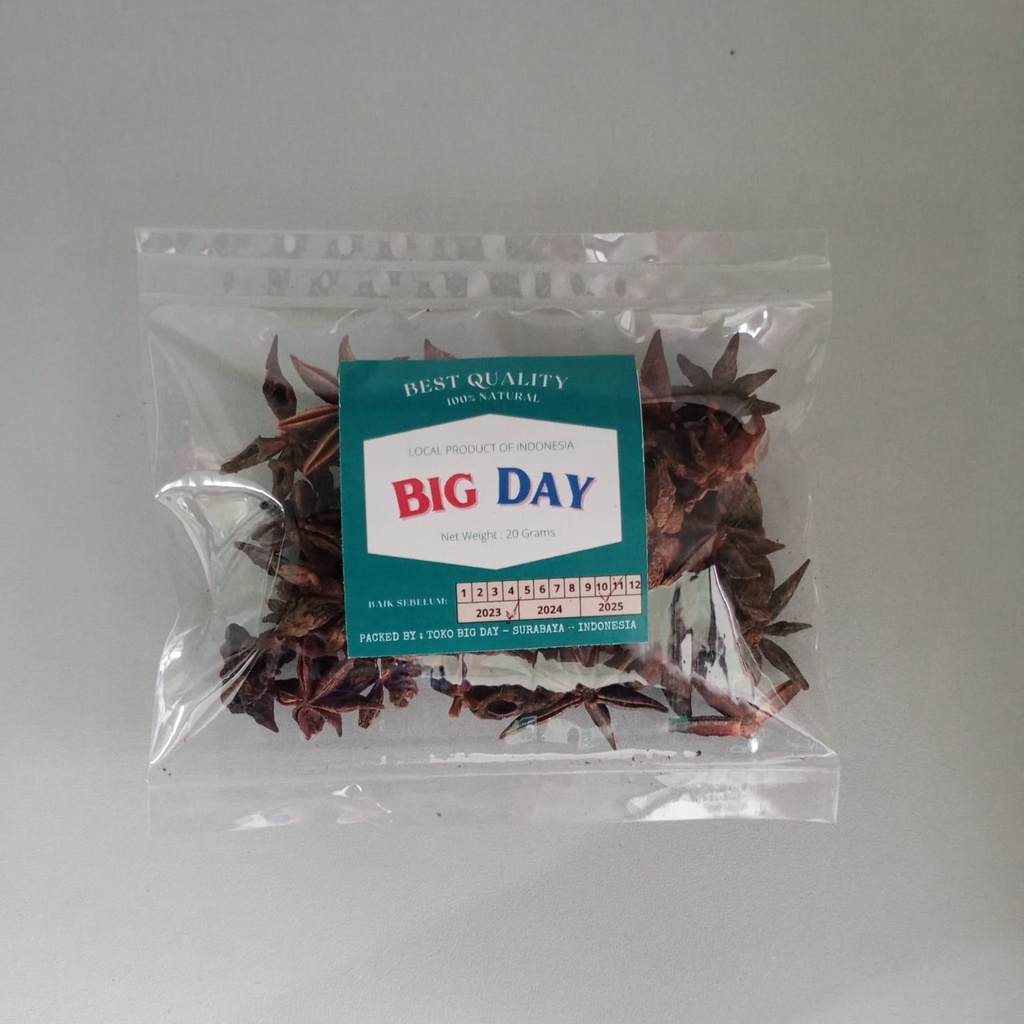 BEST QUALITY
100% NATURAL
LOCAL PRODUCT OF INDONESIA
BIG DAY
Net Weight : 20 Grams
BAIK SEBELUM:
1 2 3 4 5 6 7 8 9 10 11 12
2023 2024 2025
PACKED BY : TOKO BIG DAY - SURABAYA - INDONESIA